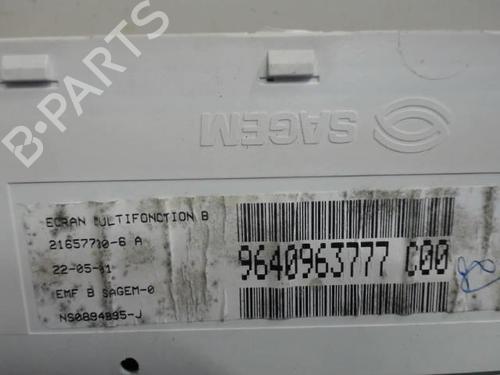 B-PARTS
SAGEM
ECRAN MULTIFONCTION B
21657710-6 A
22-05-01
EMF B SAGEM-0
NS0894895-J
9640963777 C00